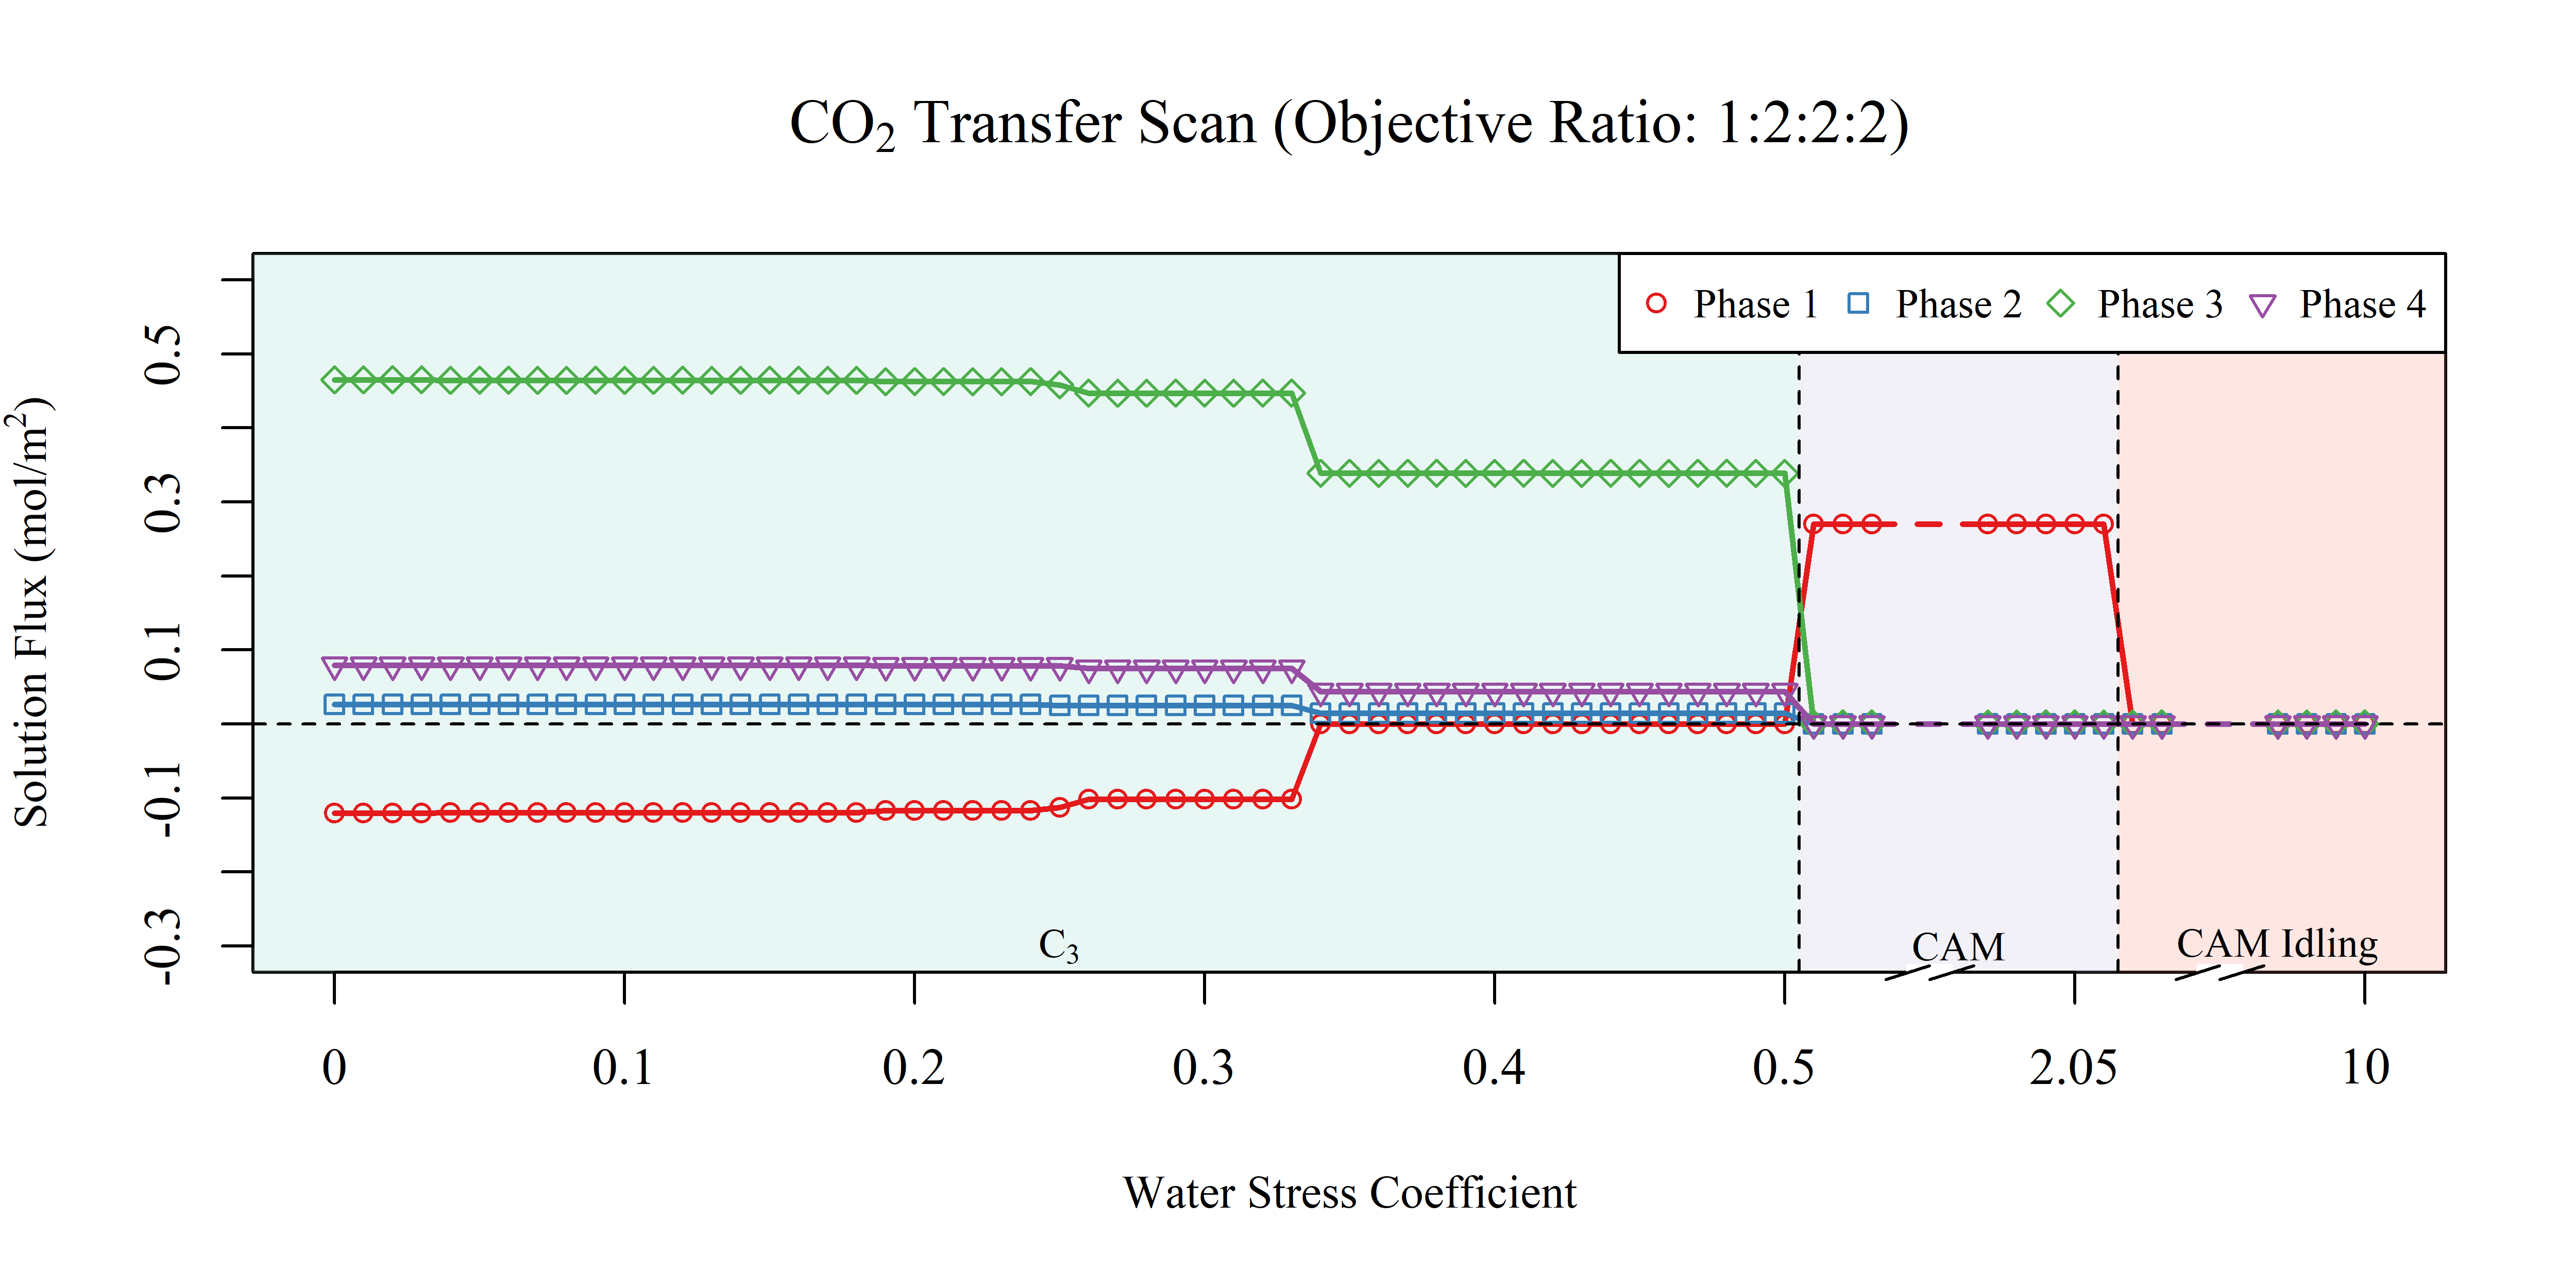 CO₂ Transfer Scan (Objective Ratio: 1:2:2:2)
Phase 1 Phase 2 Phase 3 Phase 4
Solution Flux (mol/m²)
0.5
0.3
0.1
-0.1
-0.3
C₃ CAM CAM Idling
0 0.1 0.2 0.3 0.4 0.5 2.05 10
Water Stress Coefficient